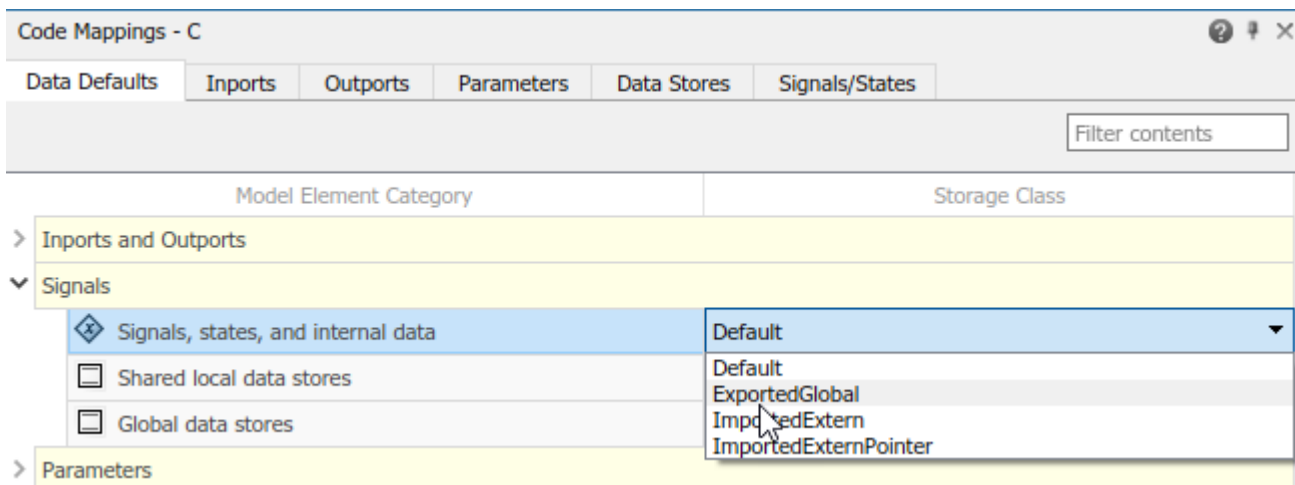 Code Mappings - C
Data Defaults Inports Outports Parameters Data Stores Signals/States
Filter contents
Model Element Category Storage Class
Inports and Outports
Signals
Signals, states, and internal data Default
Default
Shared local data stores
ExportedGlobal
ImportedExtern
Global data stores
ImportedExternPointer
Parameters